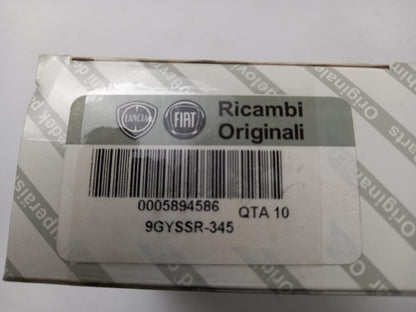 LANCIA
FIAT
Ricambi
Originali
0005894586 QTA 10
9GYSSR-345